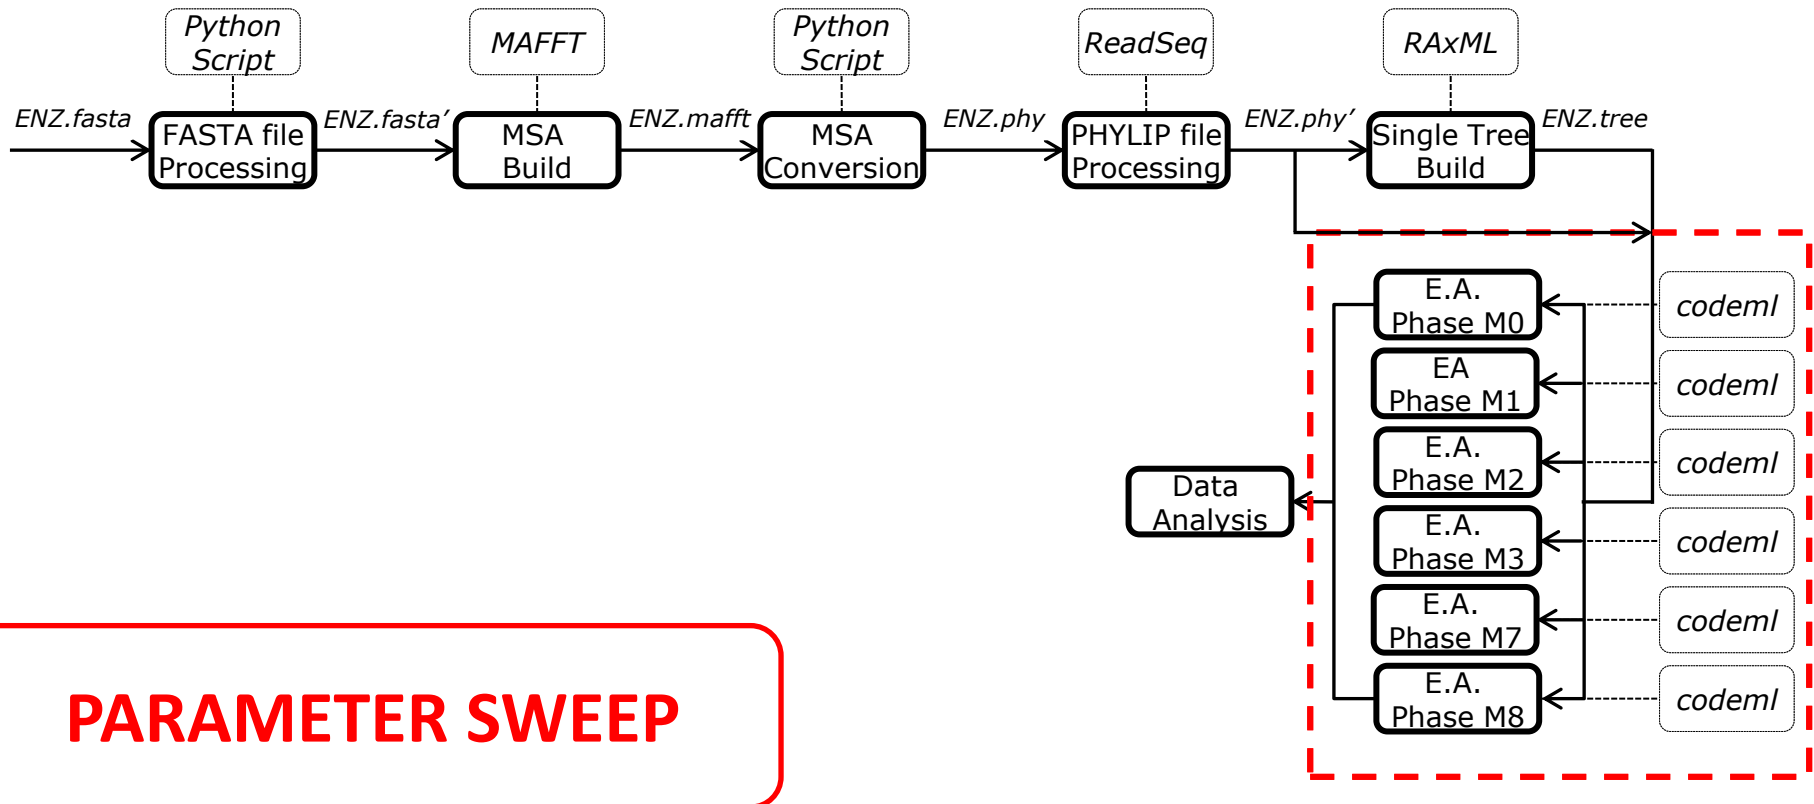 Python
Script
MAFFT
Python
Script
ReadSeq
RAxML
ENZ.fasta
FASTA file
Processing
ENZ.fasta’
MSA
Build
ENZ.mafft
MSA
Conversion
ENZ.phy
PHYLIP file
Processing
ENZ.phy’
Single Tree
Build
ENZ.tree
E.A.
Phase M0
codeml
EA
Phase M1
codeml
E.A.
Phase M2
codeml
Data
Analysis
E.A.
Phase M3
codeml
E.A.
Phase M7
codeml
E.A.
Phase M8
codeml
PARAMETER SWEEP